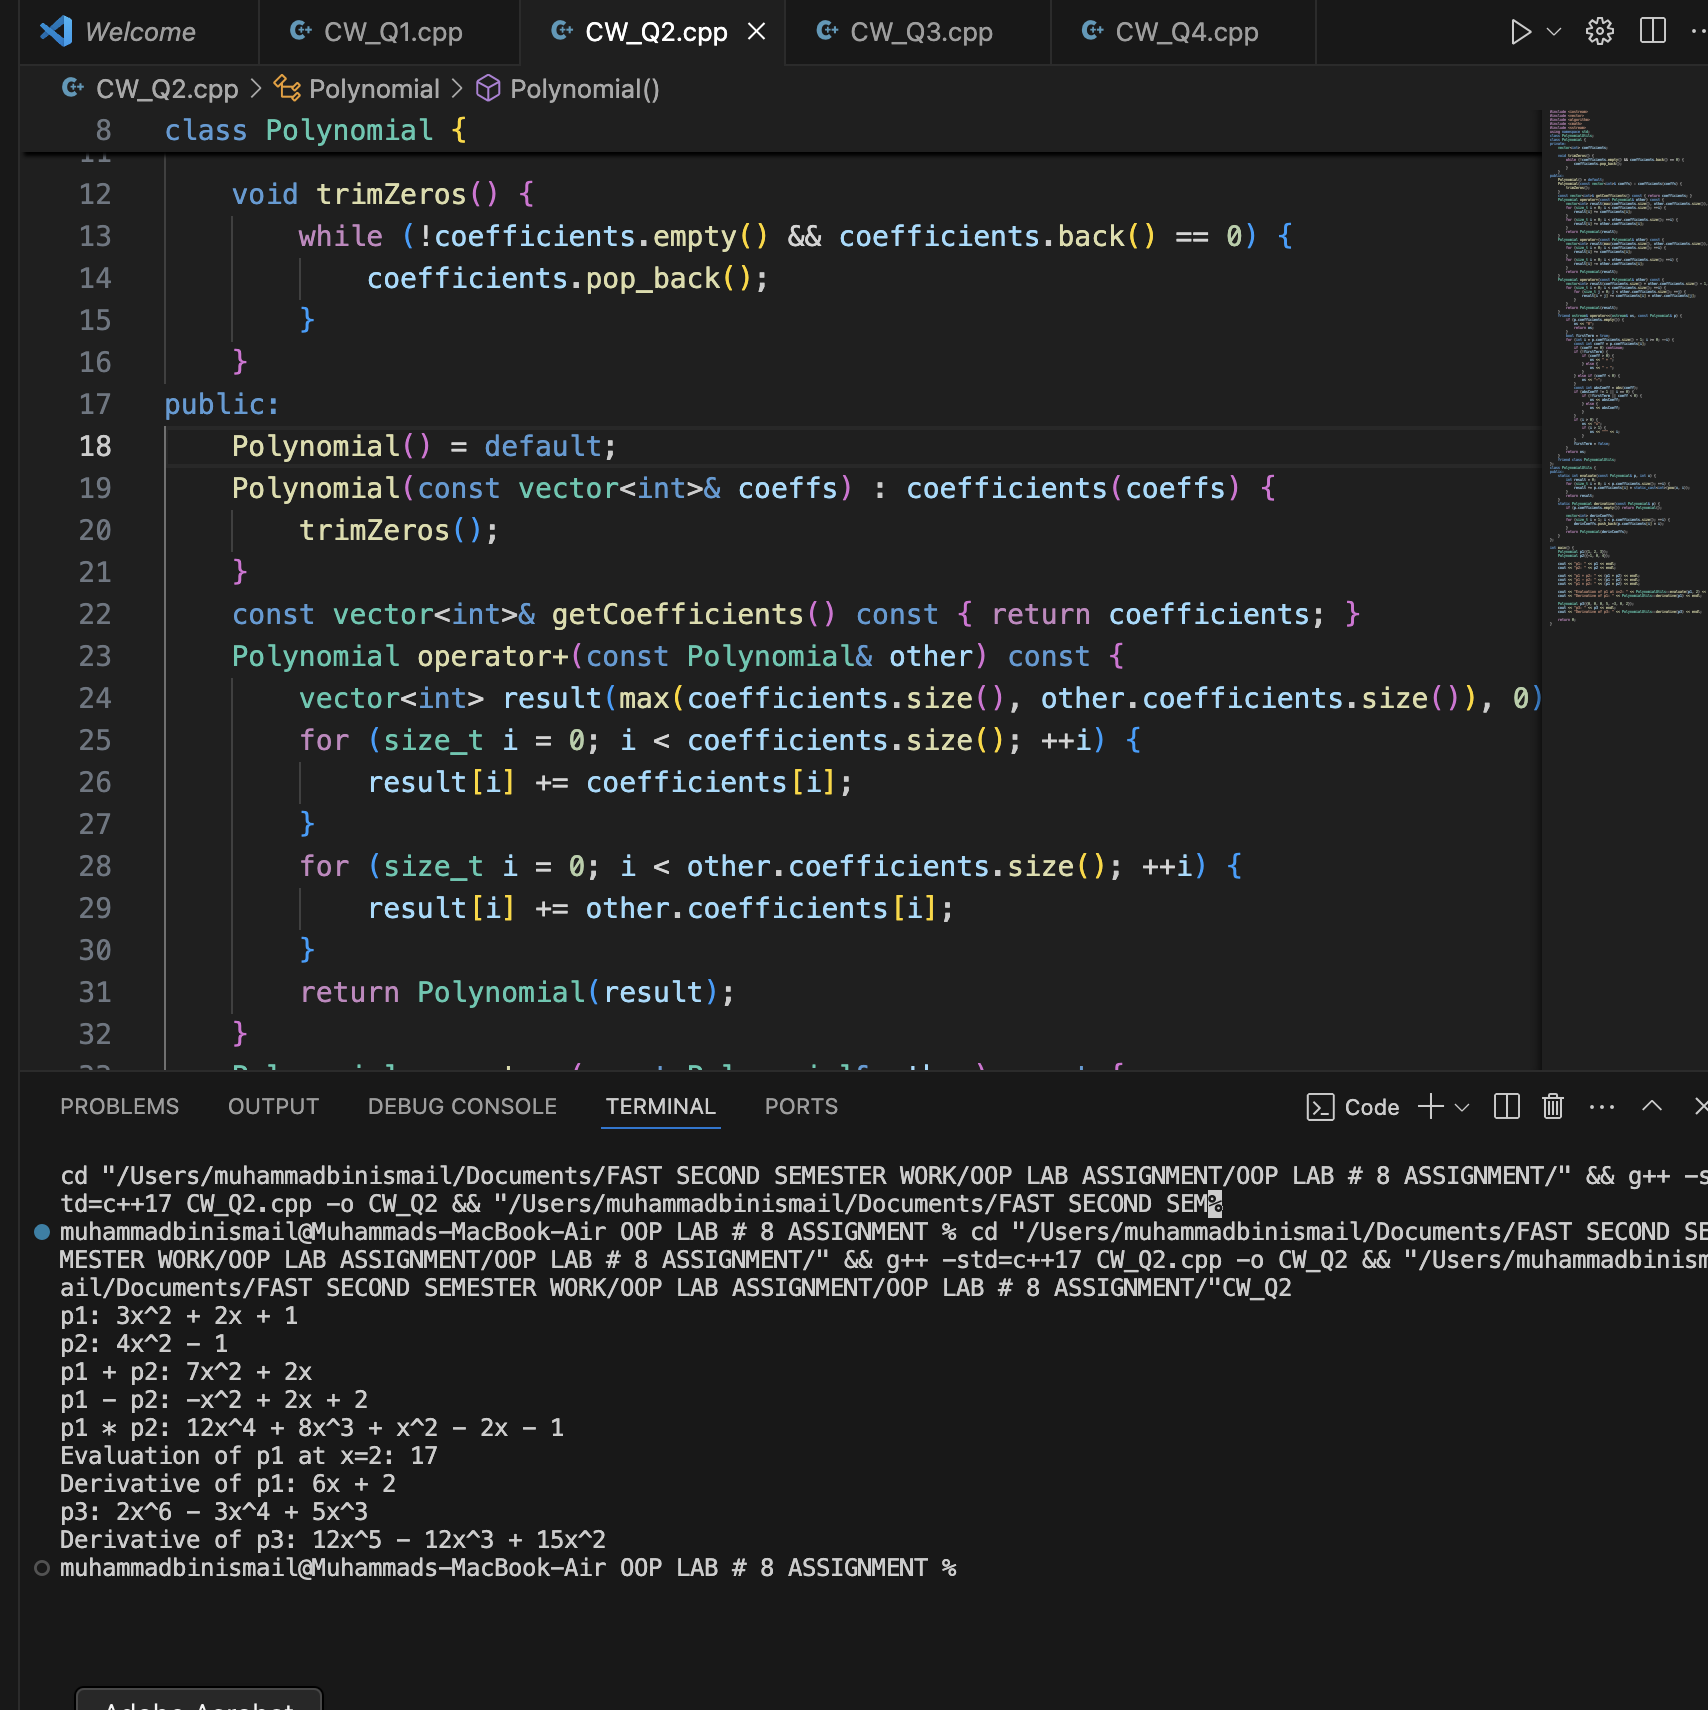 Welcome CW_Q1.cpp CW_Q2.cpp CW_Q3.cpp CW_Q4.cpp
CW_Q2.cpp > Polynomial > Polynomial()
8 class Polynomial {
11
12 void trimZeros() {
13 while (!coefficients.empty() && coefficients.back() == 0) {
14 coefficients.pop_back();
15 }
16 }
17 public:
18 Polynomial() = default;
19 Polynomial(const vector<int>& coeffs) : coefficients(coeffs) {
20 trimZeros();
21 }
22 const vector<int>& getCoefficients() const { return coefficients; }
23 Polynomial operator+(const Polynomial& other) const {
24 vector<int> result(max(coefficients.size(), other.coefficients.size()), 0)
25 for (size_t i = 0; i < coefficients.size(); ++i) {
26 result[i] += coefficients[i];
27 }
28 for (size_t i = 0; i < other.coefficients.size(); ++i) {
29 result[i] += other.coefficients[i];
30 }
31 return Polynomial(result);
32 }
PROBLEMS OUTPUT DEBUG CONSOLE TERMINAL PORTS Code
cd "/Users/muhammadbinismail/Documents/FAST SECOND SEMESTER WORK/OOP LAB ASSIGNMENT/OOP LAB # 8 ASSIGNMENT/" && g++ -s
td=c++17 CW_Q2.cpp -o CW_Q2 && "/Users/muhammadbinismail/Documents/FAST SECOND SEM%
muhammadbinismail@Muhammads-MacBook-Air OOP LAB # 8 ASSIGNMENT % cd "/Users/muhammadbinismail/Documents/FAST SECOND SE
MESTER WORK/OOP LAB ASSIGNMENT/OOP LAB # 8 ASSIGNMENT/" && g++ -std=c++17 CW_Q2.cpp -o CW_Q2 && "/Users/muhammadbinism
ail/Documents/FAST SECOND SEMESTER WORK/OOP LAB ASSIGNMENT/OOP LAB # 8 ASSIGNMENT/"CW_Q2
p1: 3x^2 + 2x + 1
p2: 4x^2 - 1
p1 + p2: 7x^2 + 2x
p1 - p2: -x^2 + 2x + 2
p1 * p2: 12x^4 + 8x^3 + x^2 - 2x - 1
Evaluation of p1 at x=2: 17
Derivative of p1: 6x + 2
p3: 2x^6 - 3x^4 + 5x^3
Derivative of p3: 12x^5 - 12x^3 + 15x^2
muhammadbinismail@Muhammads-MacBook-Air OOP LAB # 8 ASSIGNMENT %
Adobe Acrobat